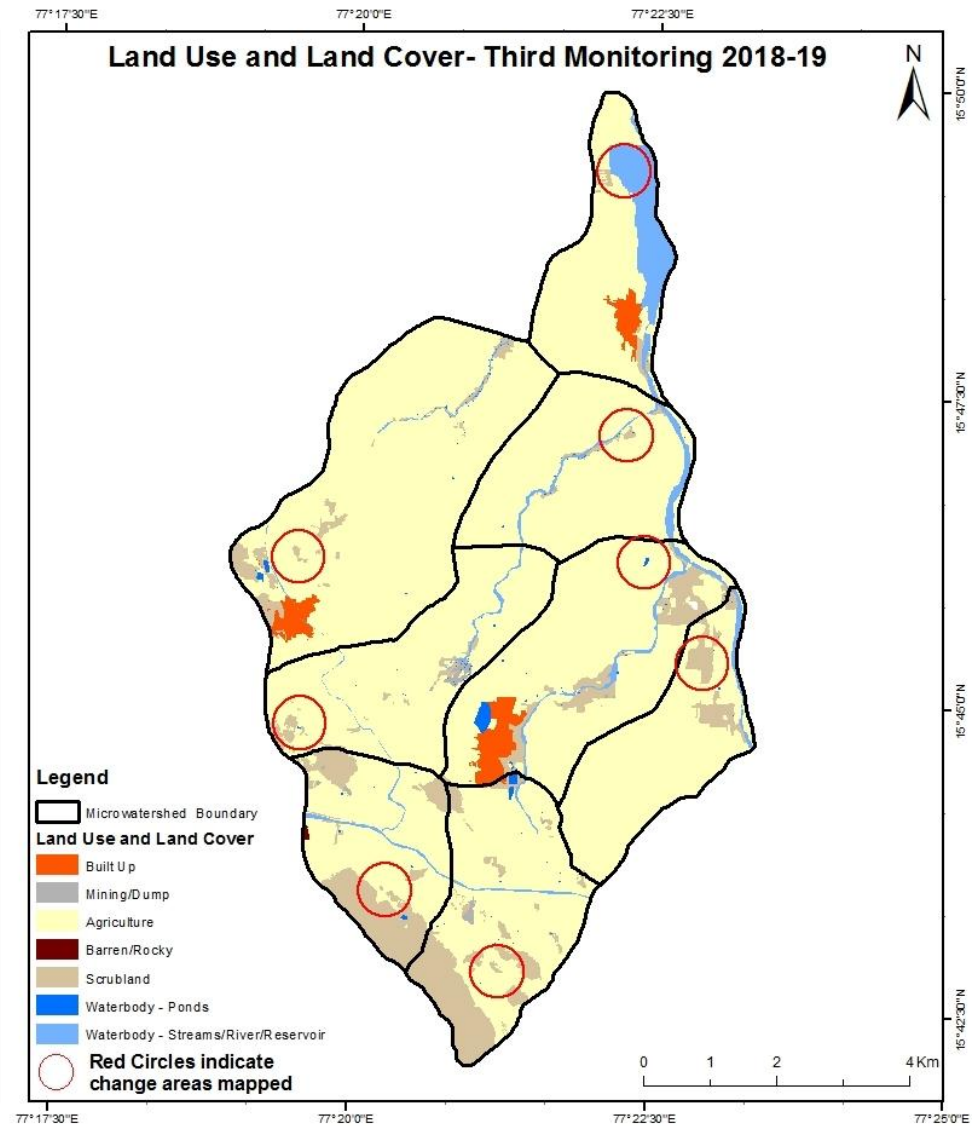 77°17'30"E 77°20'0"E 77°22'30"E
Land Use and Land Cover- Third Monitoring 2018-19
N
15°50'0"N
15°47'30"N
15°45'0"N
15°42'30"N
Legend
Microwatershed Boundary
Land Use and Land Cover
Built Up
Mining/Dump
Agriculture
Barren/Rocky
Scrubland
Waterbody - Ponds
Waterbody - Streams/River/Reservoir
Red Circles indicate
change areas mapped
0 1 2 4 Km
77°17'30"E 77°20'0"E 77°22'30"E 77°25'0"E